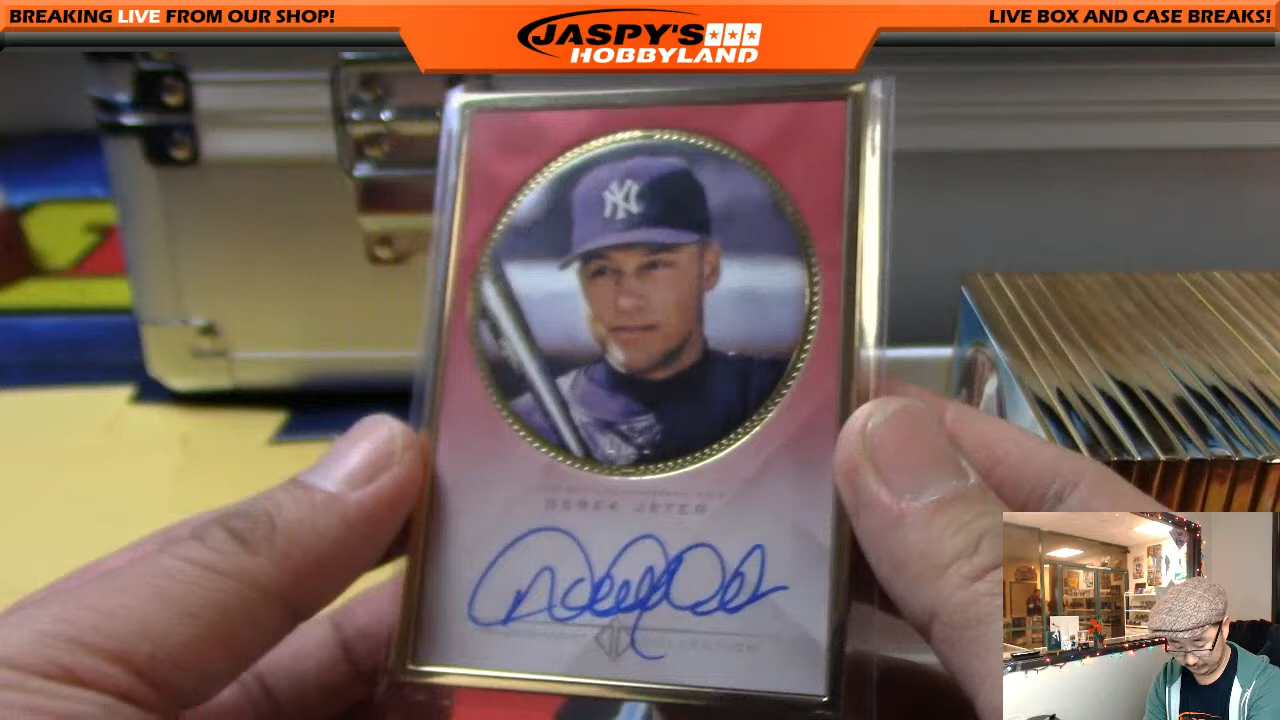 BREAKING LIVE FROM OUR SHOP!
JASPY'S
HOBBYLAND
LIVE BOX AND CASE BREAKS!
NY
DEREK JETER